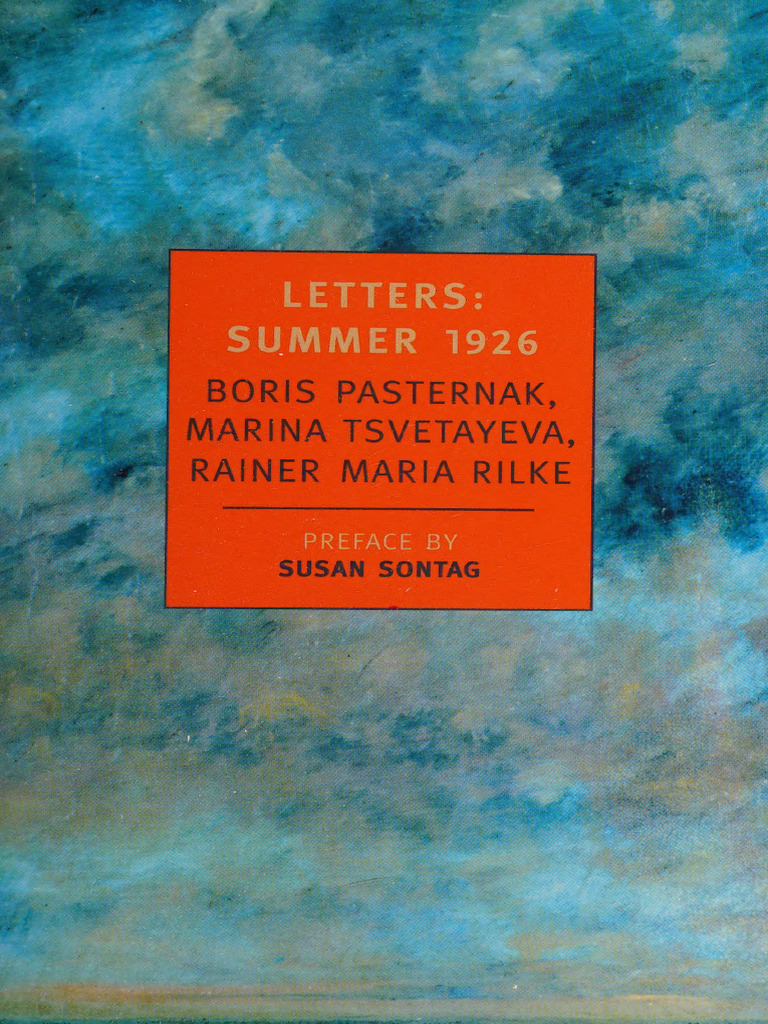 LETTERS:
SUMMER 1926
BORIS PASTERNAK,
MARINA TSVETAYEVA,
RAINER MARIA RILKE
PREFACE BY
SUSAN SONTAG